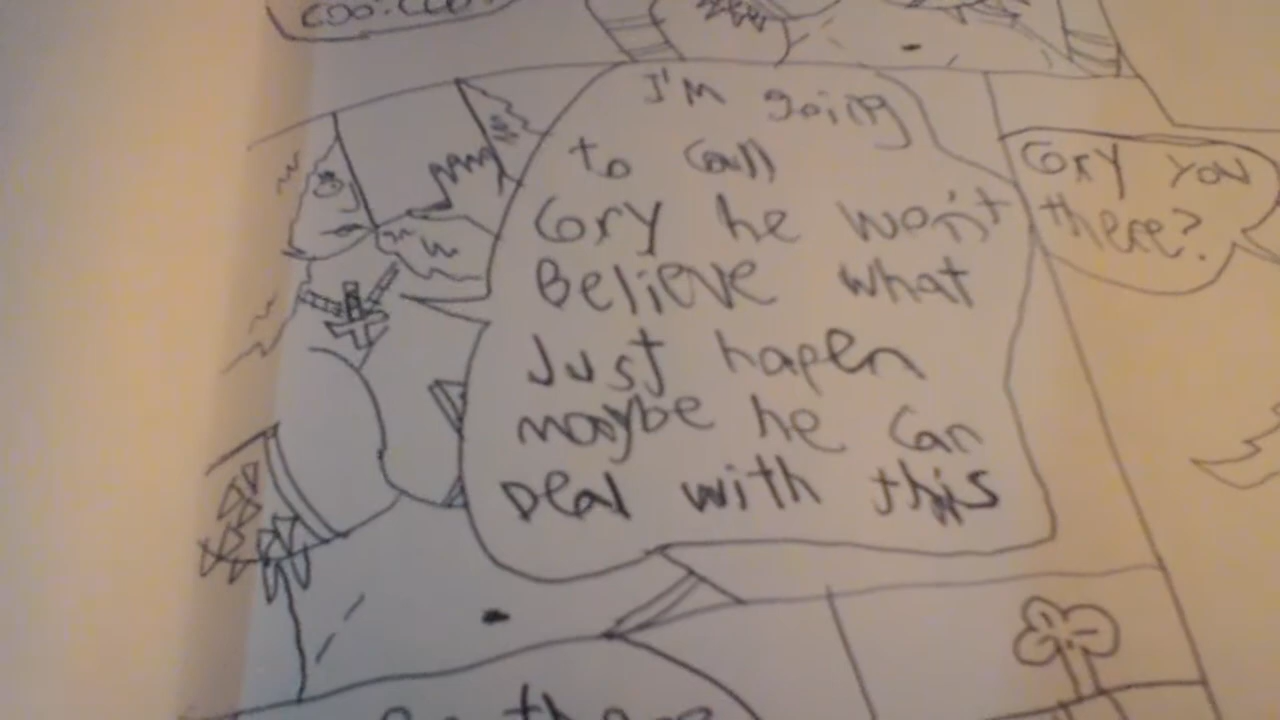 I'm going
to call
Cory he won't
Believe what
Just hapen
maybe he can
Deal with this
Cory you
there?